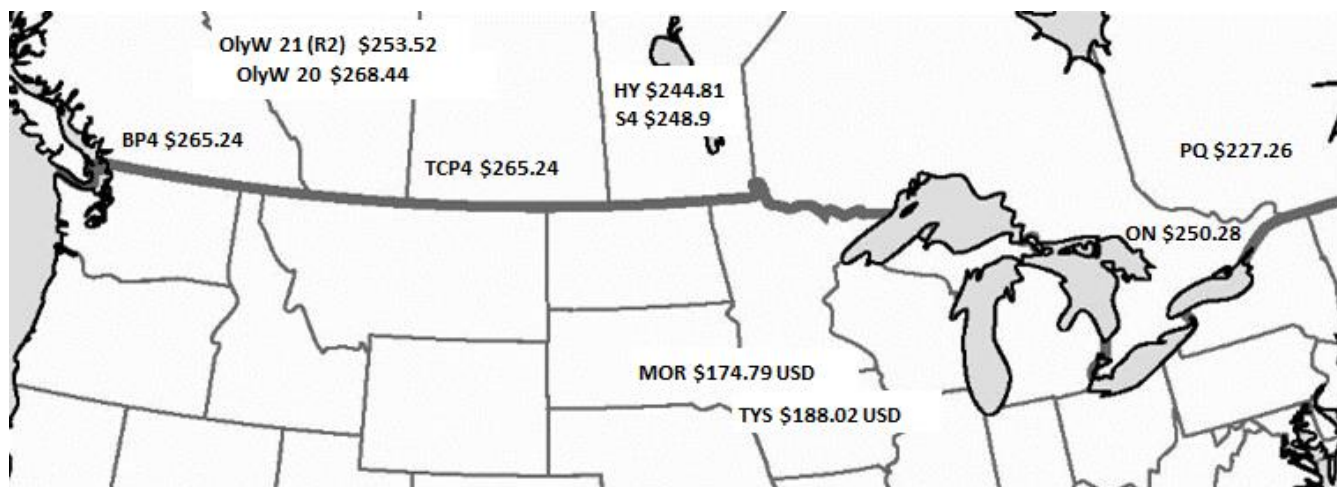 OlyW 21 (R2) $253.52
OlyW 20 $268.44
HY $244.81
S4 $248.9
BP4 $265.24
TCP4 $265.24
PQ $227.26
ON $250.28
MOR $174.79 USD
TYS $188.02 USD